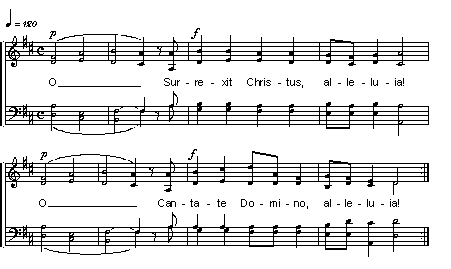 ♩ = 120
p f
O Sur - re - xit Chris - tus, al - le - lu - ia!
p f
O Can - ta - te Do - mi - no, al - le - lu - ia!